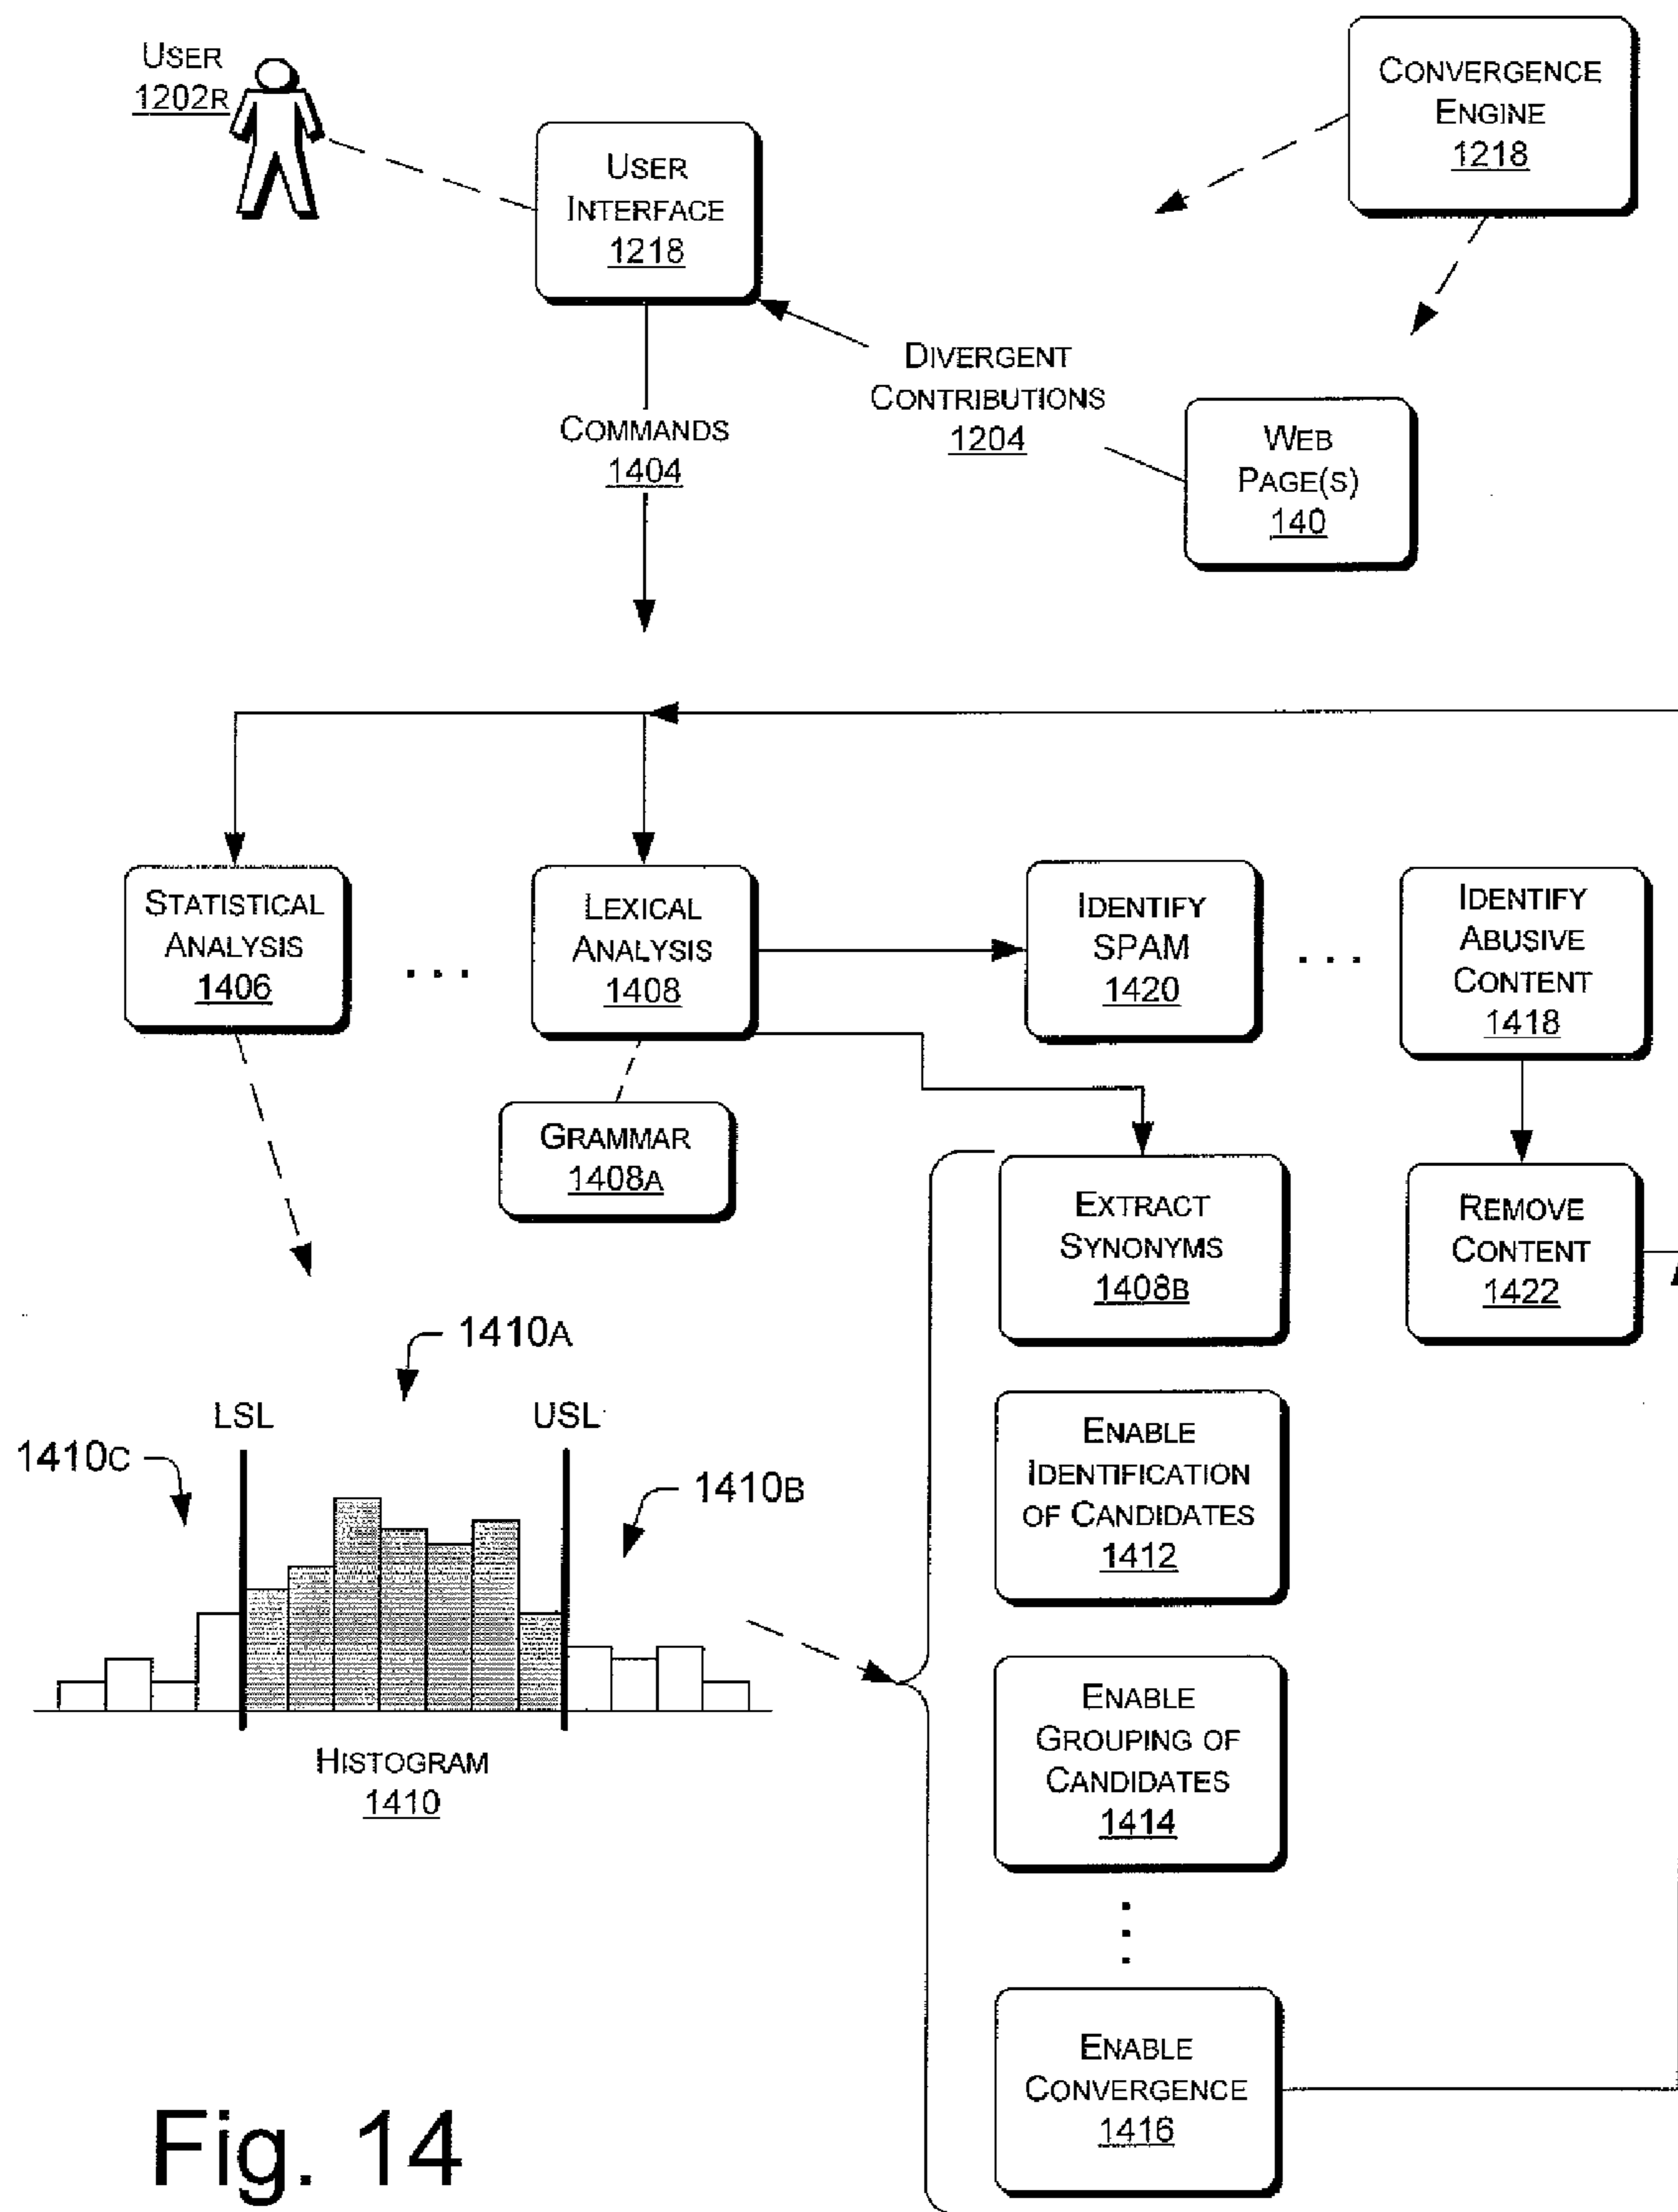 USER
1202R
USER
INTERFACE
1218
CONVERGENCE
ENGINE
1218
DIVERGENT
CONTRIBUTIONS
1204
WEB
PAGE(S)
140
COMMANDS
1404
STATISTICAL
ANALYSIS
1406
...
LEXICAL
ANALYSIS
1408
IDENTIFY
SPAM
1420
...
IDENTIFY
ABUSIVE
CONTENT
1418
GRAMMAR
1408A
EXTRACT
SYNONYMS
1408B
REMOVE
CONTENT
1422
1410A
LSL
USL
1410C
1410B
HISTOGRAM
1410
ENABLE
IDENTIFICATION
OF CANDIDATES
1412
ENABLE
GROUPING OF
CANDIDATES
1414
ENABLE
CONVERGENCE
1416
Fig. 14